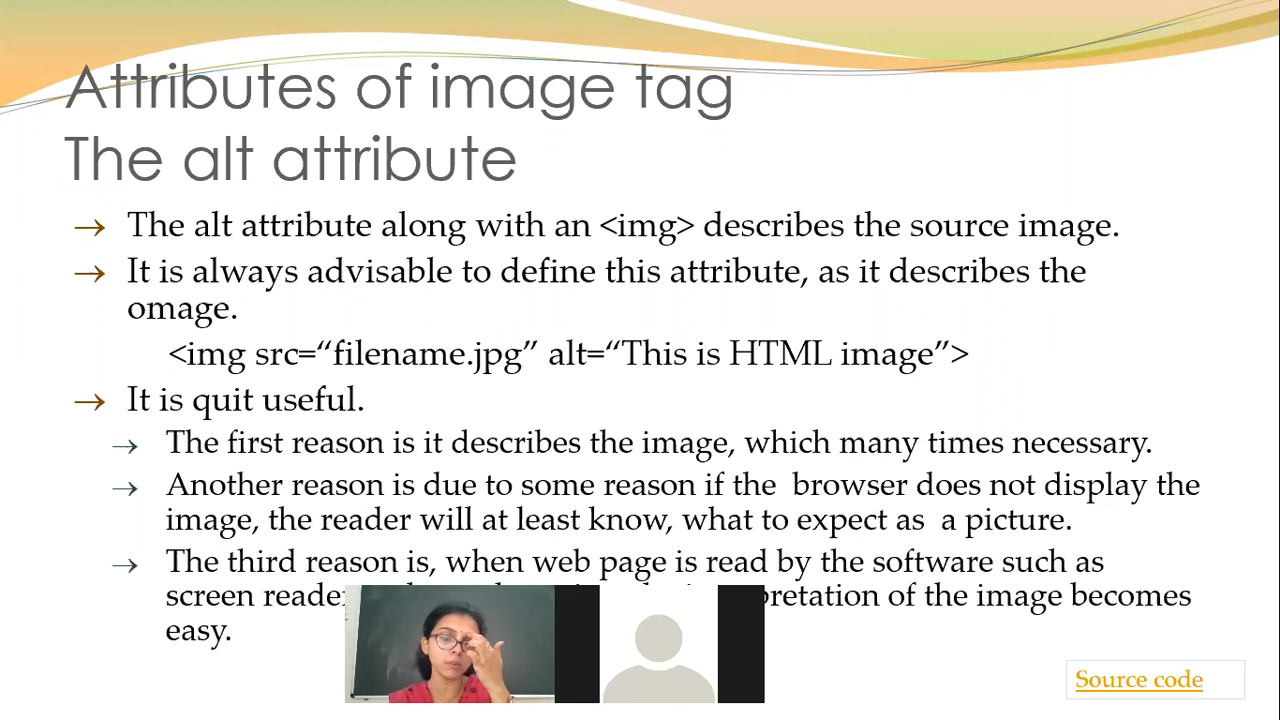 Attributes of image tag
The alt attribute
→ The alt attribute along with an <img> describes the source image.
→ It is always advisable to define this attribute, as it describes the
omage.
<img src=“filename.jpg” alt=“This is HTML image”>
→ It is quit useful.
→ The first reason is it describes the image, which many times necessary.
→ Another reason is due to some reason if the browser does not display the
image, the reader will at least know, what to expect as a picture.
→ The third reason is, when web page is read by the software such as
screen reader of the image becomes
easy.
Source code